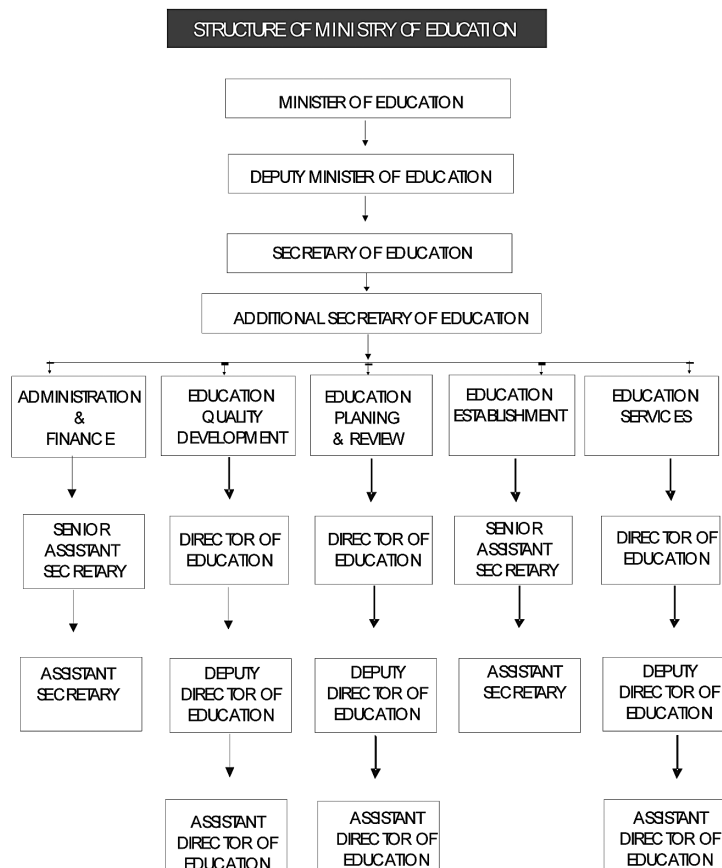 STRUCTURE OF MINISTRY OF EDUCATION
MINISTER OF EDUCATION
DEPUTY MINISTER OF EDUCATION
SECRETARY OF EDUCATION
ADDITIONAL SECRETARY OF EDUCATION
ADMINISTRATION
&
FINANCE
EDUCATION
QUALITY
DEVELOPMENT
EDUCATION
PLANING
& REVIEW
EDUCATION
ESTABLISHMENT
EDUCATION
SERVICES
SENIOR
ASSISTANT
SECRETARY
DIRECTOR OF
EDUCATION
DIRECTOR OF
EDUCATION
SENIOR
ASSISTANT
SECRETARY
DIRECTOR OF
EDUCATION
ASSISTANT
SECRETARY
DEPUTY
DIRECTOR OF
EDUCATION
DEPUTY
DIRECTOR OF
EDUCATION
ASSISTANT
SECRETARY
DEPUTY
DIRECTOR OF
EDUCATION
ASSISTANT
DIRECTOR OF
EDUCATION
ASSISTANT
DIRECTOR OF
EDUCATION
ASSISTANT
DIRECTOR OF
EDUCATION